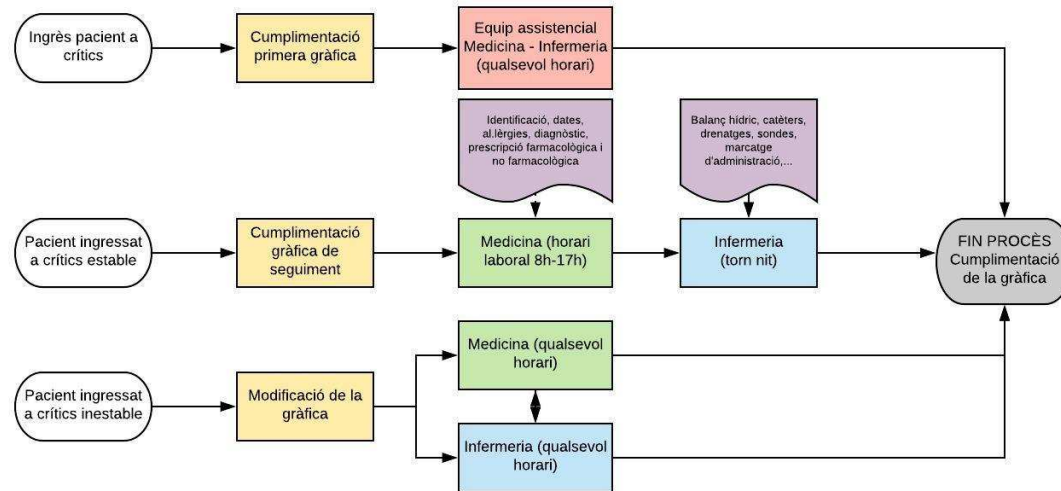 Ingrès pacient a
crítics
Cumplimentació
primera gràfica
Equip assistencial
Medicina - Infermeria
(qualsevol horari)
Identificació, dates,
al.lèrgies, diagnòstic,
prescripció farmacològica i
no farmacològica
Balanç hídric, catèters,
drenatges, sondes,
marcatge
d'administració,...
Pacient ingressat
a crítics estable
Cumplimentació
gràfica de
seguiment
Medicina (horari
laboral 8h-17h)
Infermeria
(torn nit)
FIN PROCÈS
Cumplimentació
de la gràfica
Pacient ingressat
a crítics inestable
Modificació de la
gràfica
Medicina (qualsevol
horari)
Infermeria (qualsevol
horari)